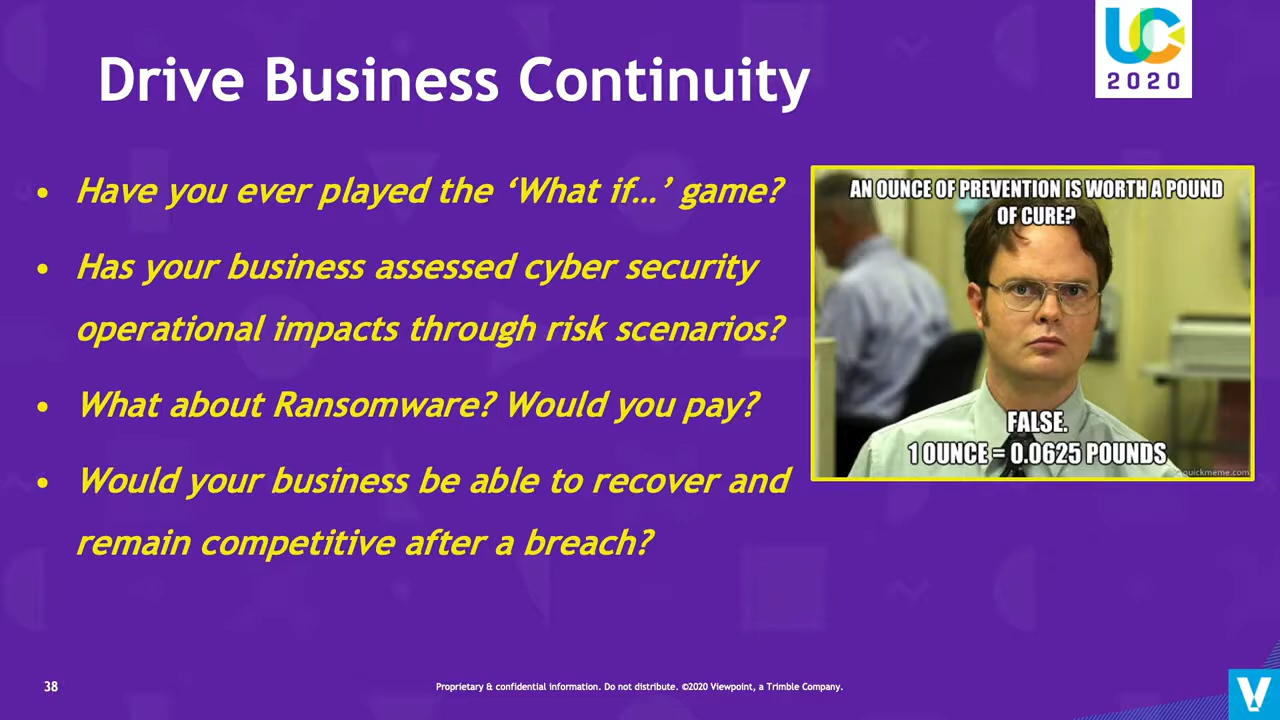 UC
2020
Drive Business Continuity
• Have you ever played the ‘What if…’ game?
• Has your business assessed cyber security
operational impacts through risk scenarios?
• What about Ransomware? Would you pay?
• Would your business be able to recover and
remain competitive after a breach?
AN OUNCE OF PREVENTION IS WORTH A POUND
OF CURE?
FALSE.
1 OUNCE = 0.0625 POUNDS
quickmeme.com
38
Proprietary & confidential information. Do not distribute. ©2020 Viewpoint, a Trimble Company.